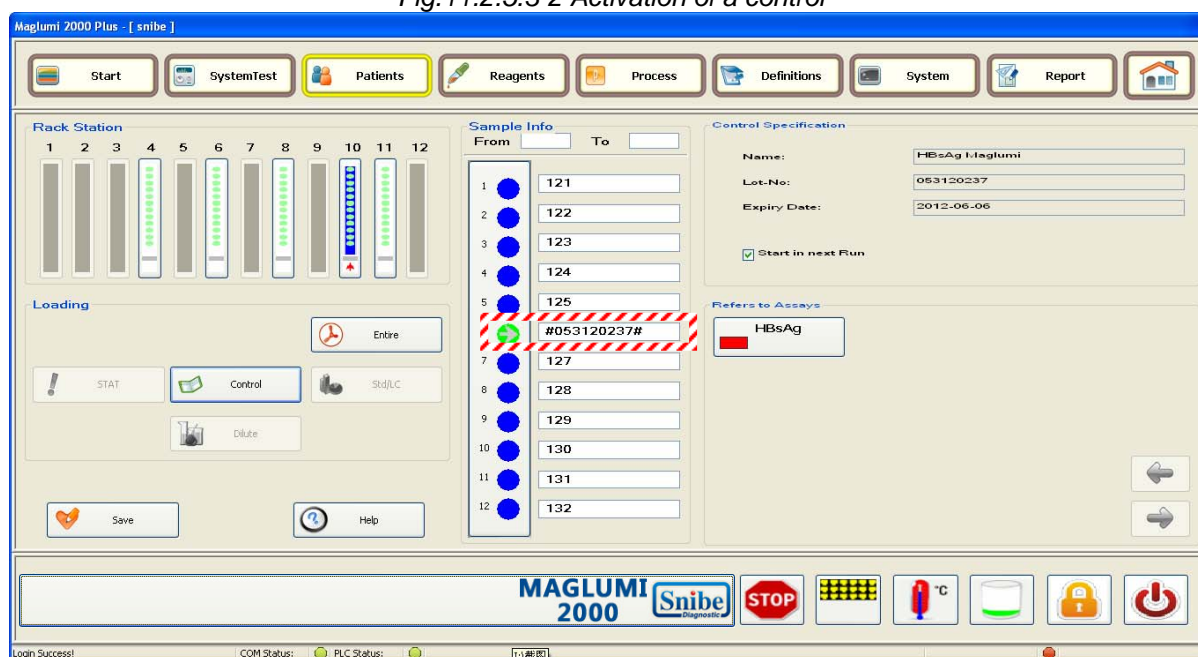 Fig.11.2.3.3-2 Activation of a control
Maglumi 2000 Plus - [ snibe ]
Start
SystemTest
Patients
Reagents
Process
Definitions
System
Report
Rack Station
1 2 3 4 5 6 7 8 9 10 11 12
Loading
Entire
STAT
Control
Std/LC
Dilute
Save
Help
Sample Info
From To
1 121
2 122
3 123
4 124
5 125
#053120237#
7 127
8 128
9 129
10 130
11 131
12 132
Control Specification
Name: HBsAg Maglumi
Lot-No: 053120237
Expiry Date: 2012-06-06
Start in next Run
Refers to Assays
HBsAg
MAGLUMI
2000
Snibe
Diagnostic
STOP
°C
Login Success!
COM Status:
PLC Status: